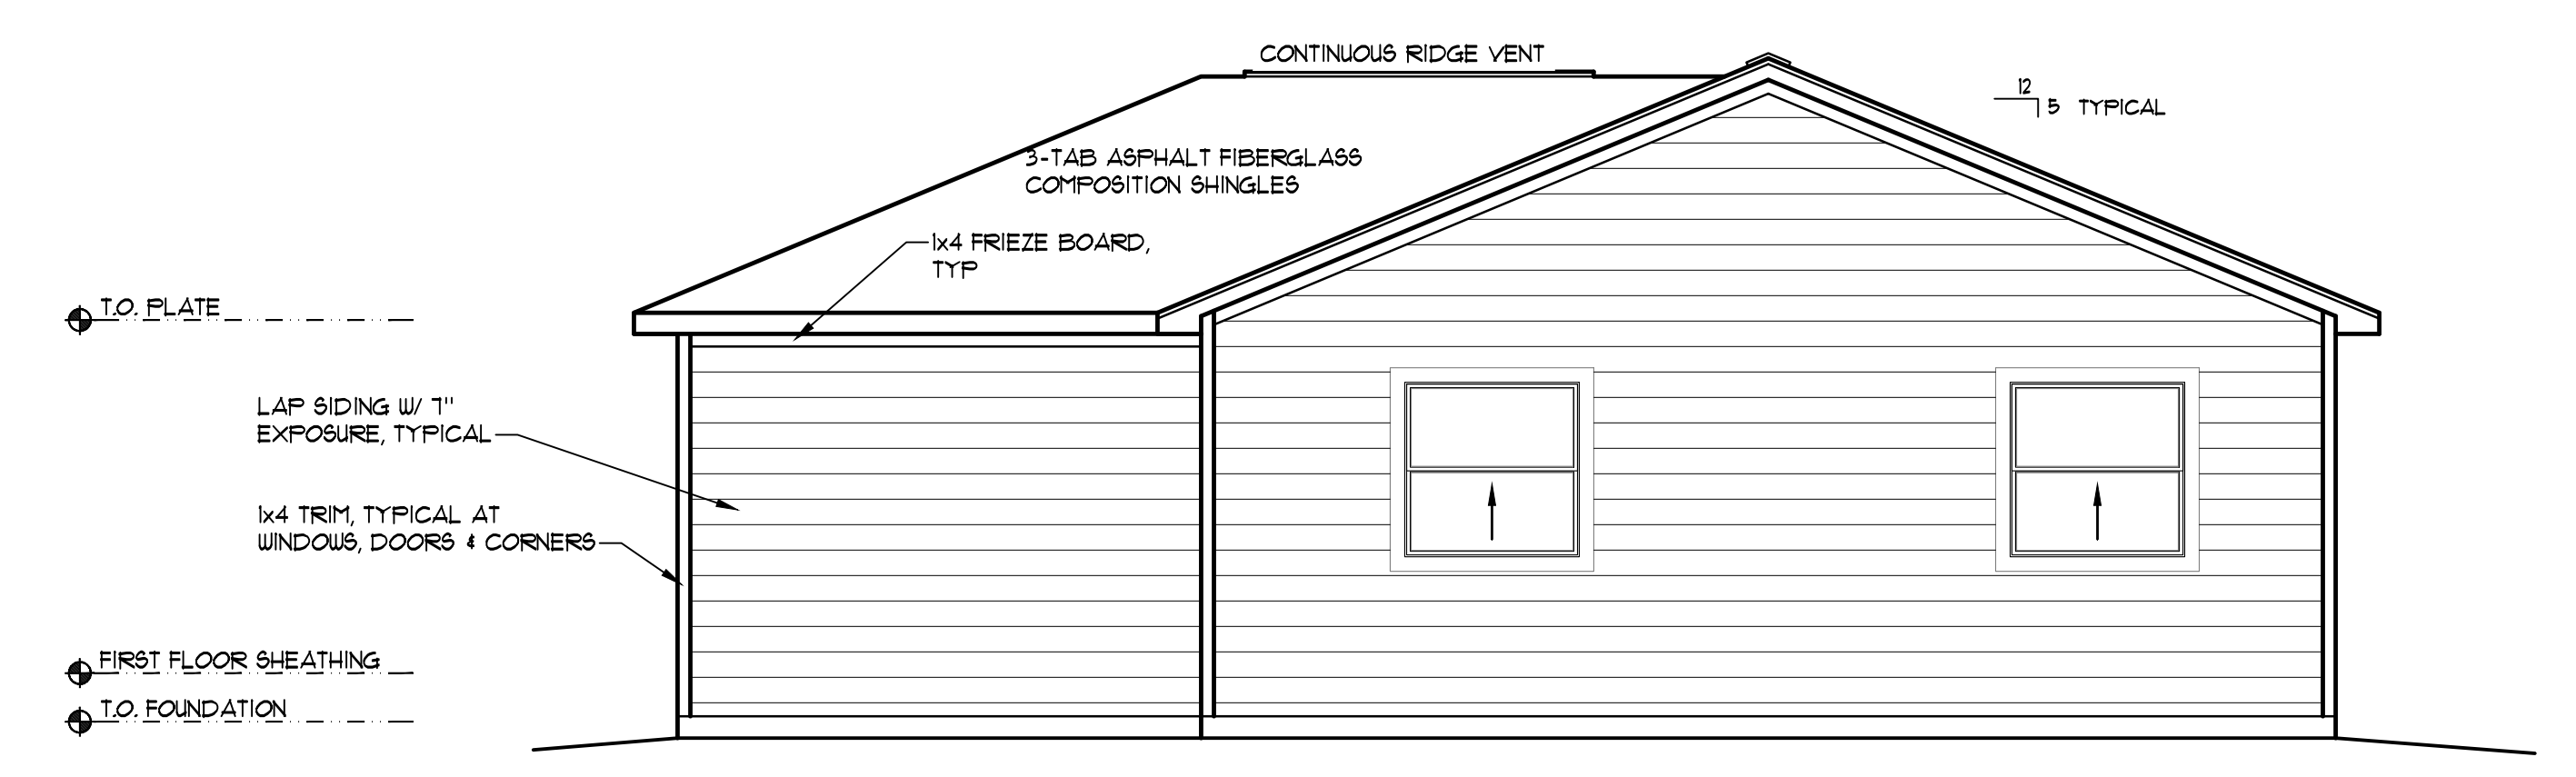 CONTINUOUS RIDGE VENT
12
5 TYPICAL
3-TAB ASPHALT FIBERGLASS
COMPOSITION SHINGLES
1x4 FRIEZE BOARD,
TYP
T.O. PLATE
LAP SIDING W/ 7"
EXPOSURE, TYPICAL
1x4 TRIM, TYPICAL AT
WINDOWS, DOORS & CORNERS
FIRST FLOOR SHEATHING
T.O. FOUNDATION